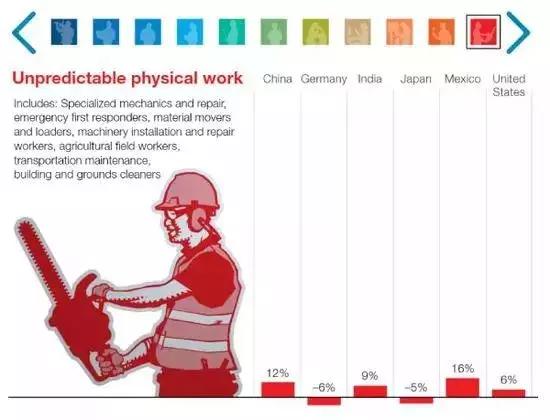 Unpredictable physical work
Includes: Specialized mechanics and repair,
emergency first responders, material movers
and loaders, machinery installation and repair
workers, agricultural field workers,
transportation maintenance,
building and grounds cleaners
China Germany India Japan Mexico United
States
12% –6% 9% –5% 16% 6%